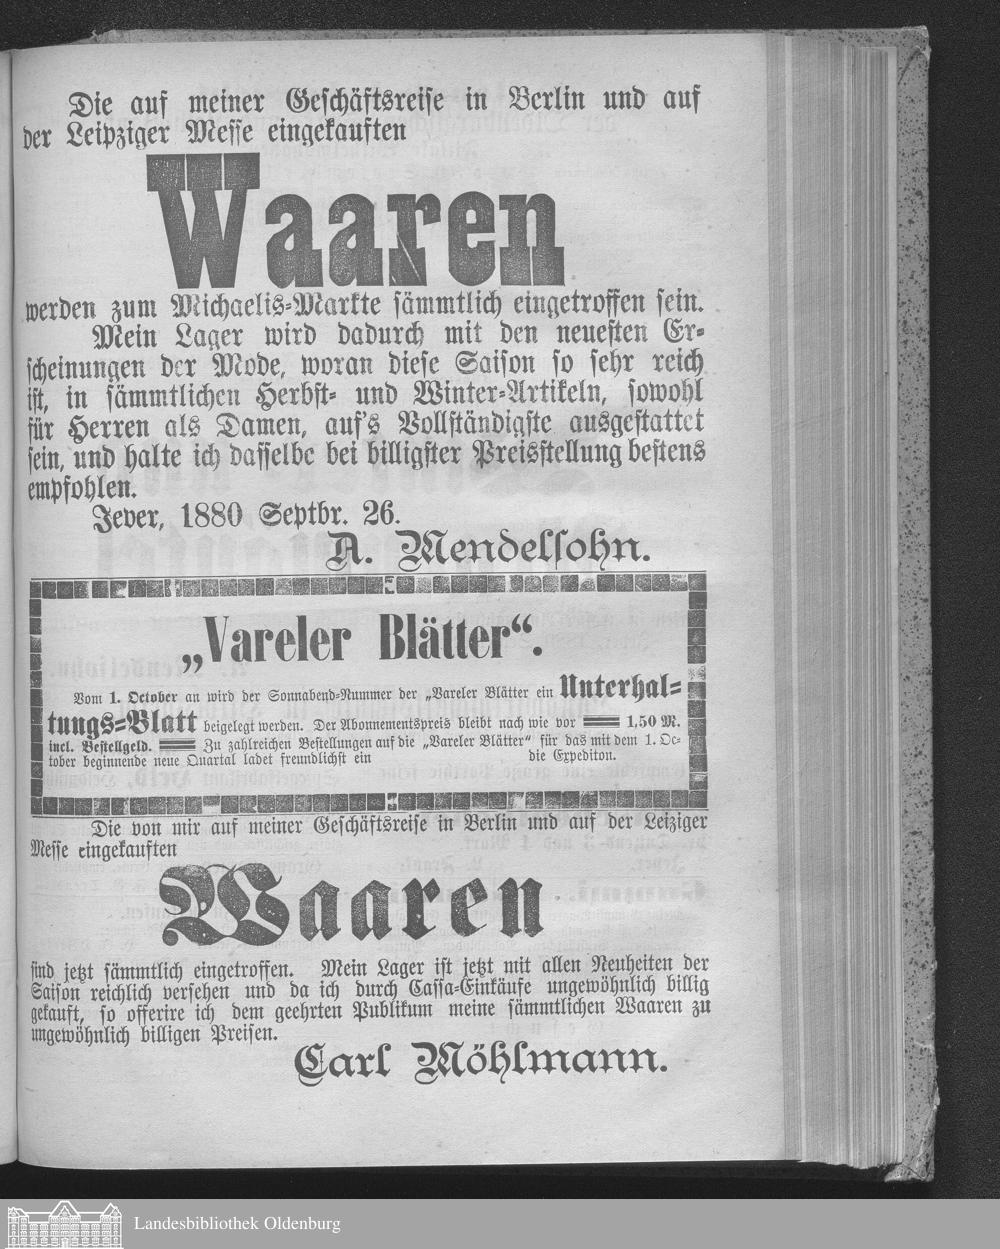 Die auf meiner Geschäftsreise in Berlin und auf
der Leipziger Messe eingekauften
Waaren
werden zum Michaelis-Markte sämmtlich eingetroffen sein.
Mein Lager wird dadurch mit den neuesten Er-
scheinungen der Mode, woran diese Saison so sehr reich
ist, in sämmtlichen Herbst- und Winter-Artikeln, sowohl
für Herren als Damen, auf's Vollständigste ausgestattet
sein, und halte ich dasselbe bei billigster Preisstellung bestens
empfohlen.
Jever, 1880 Septbr. 26.
A. Mendelsohn.
„Vareler Blätter“.
Vom 1. October an wird der Sonnabend-Nummer der „Vareler Blätter ein Unterhal-
tungs-Blatt beigelegt werden. Der Abonnementspreis bleibt nach wie vor 1,50 M.
incl. Bestellgeld. Zu zahlreichen Bestellungen auf die „Vareler Blätter“ für das mit dem 1. Oc-
tober beginnende neue Quartal ladet freundlichst ein die Expediton.
Die von mir auf meiner Geschäftsreise in Berlin und auf der Leiziger
Messe eingekauften
Waaren
sind jetzt sämmtlich eingetroffen. Mein Lager ist jetzt mit allen Neuheiten der
Saison reichlich versehen und da ich durch Cassa-Einkäufe ungewöhnlich billig
gekauft, so offerire ich dem geehrten Publikum meine sämmtlichen Waaren zu
ungewöhnlich billigen Preisen.
Carl Möhlmann.
Landesbibliothek Oldenburg